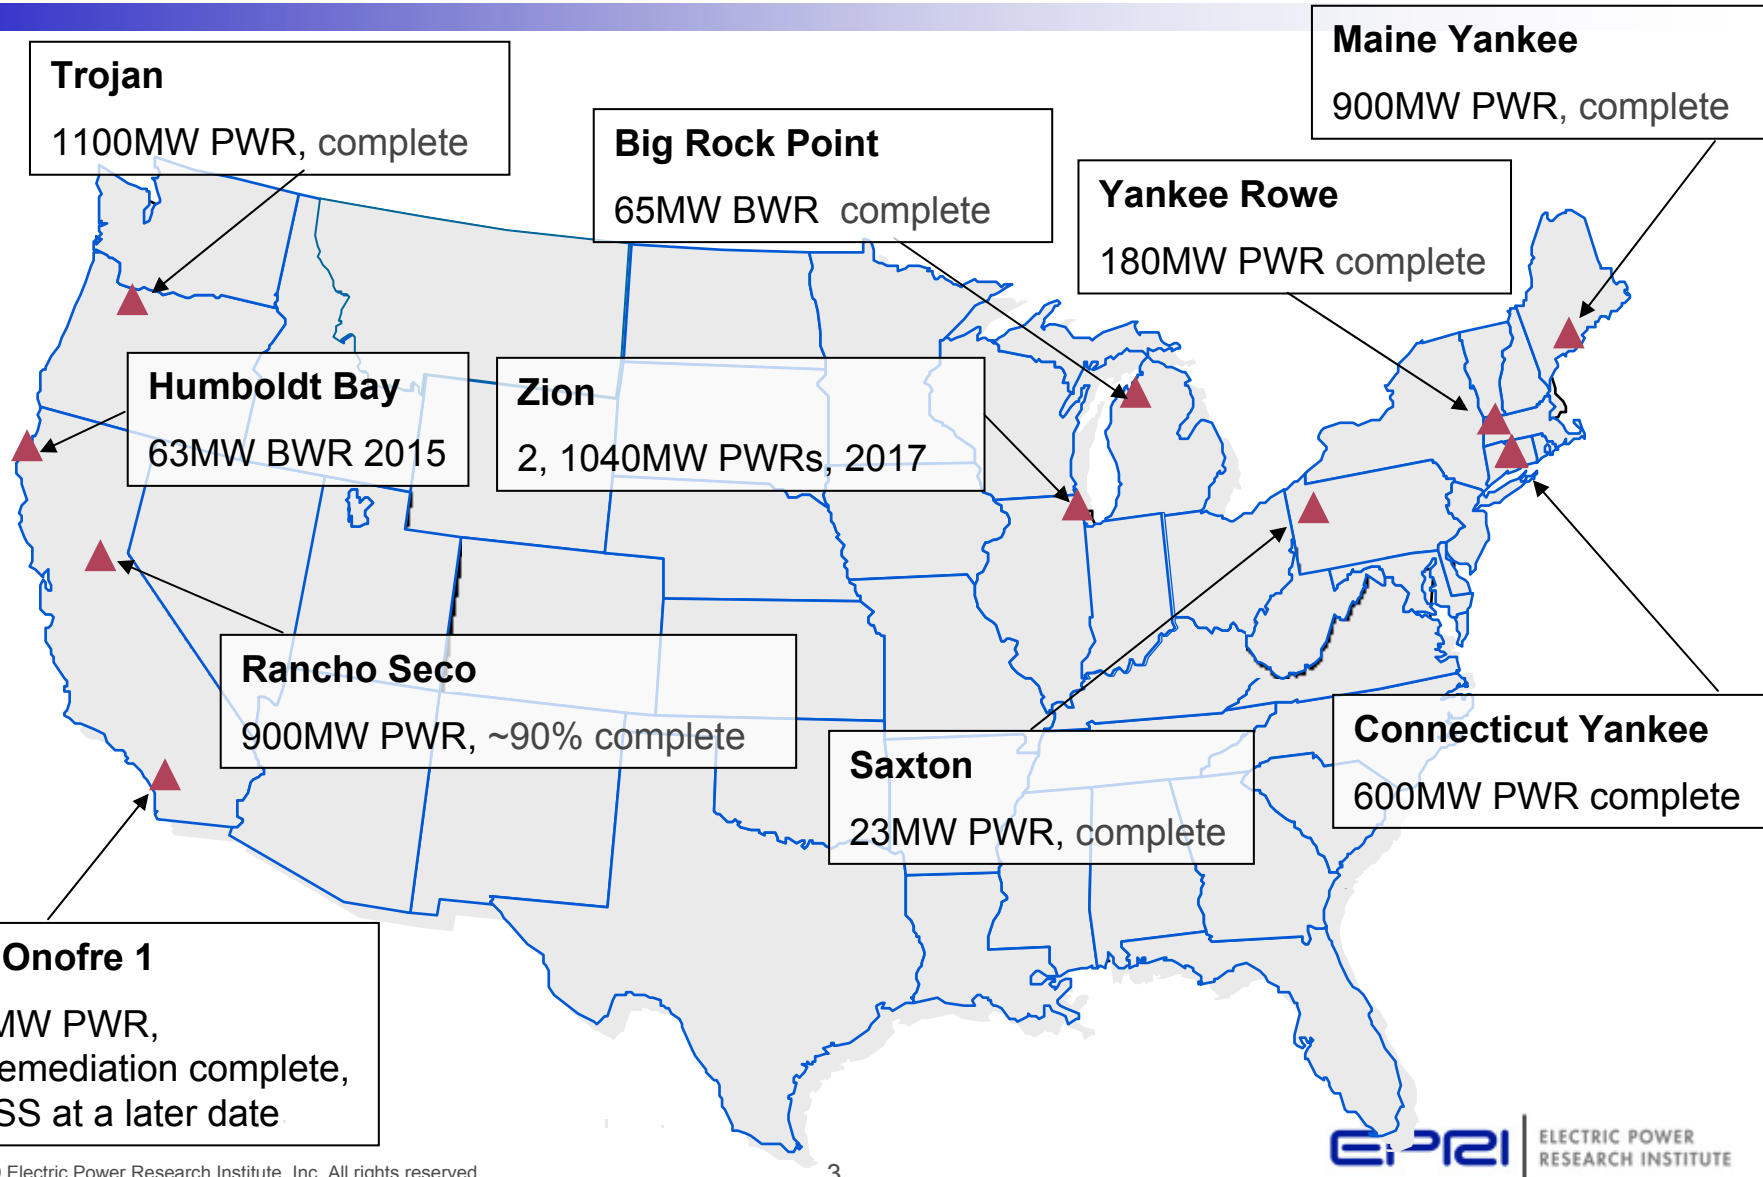 Maine Yankee
900MW PWR, complete
Trojan
1100MW PWR, complete
Big Rock Point
65MW BWR complete
Yankee Rowe
180MW PWR complete
Humboldt Bay
63MW BWR 2015
Zion
2, 1040MW PWRs, 2017
Rancho Seco
900MW PWR, ~90% complete
Connecticut Yankee
600MW PWR complete
Saxton
23MW PWR, complete
Onofre 1
MW PWR,
emediation complete,
SS at a later date
Electric Power Research Institute, Inc. All rights reserved
3
EPRI
ELECTRIC POWER
RESEARCH INSTITUTE